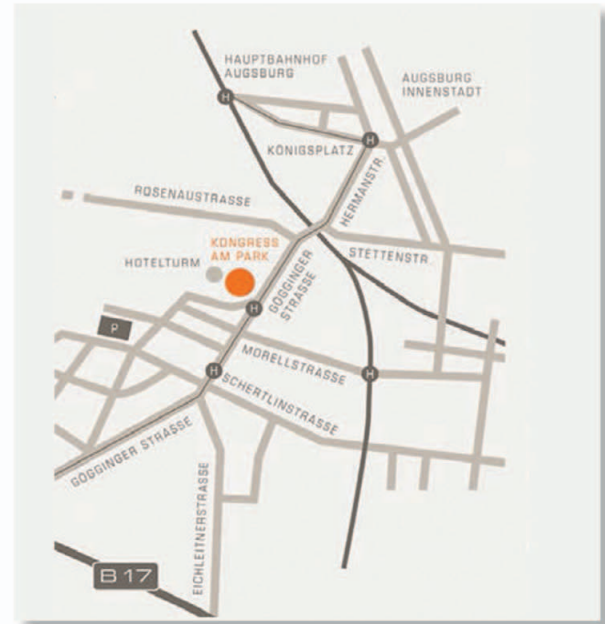 HAUPTBAHNHOF
AUGSBURG
AUGSBURG
INNENSTADT
H
H
KÖNIGSPLATZ
HERMANSTR.
ROSENAUSTRASSE
KONGRESS
AM PARK
HOTELTURM
STETTENSTR.
GÖGGINGER
STRASSE
H
P
MORELLSTRASSE
H
H
SCHERTLINSTRASSE
GÖGGINGER STRASSE
EICHLEITNERSTRASSE
B 17